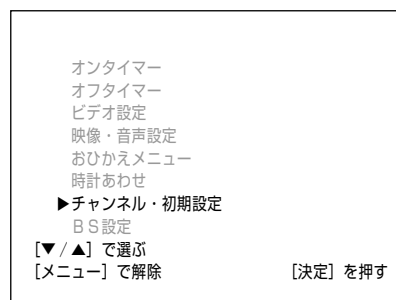 オンタイマー
オフタイマー
ビデオ設定
映像・音声設定
おひかえメニュー
時計あわせ
▶チャンネル・初期設定
ＢＳ設定
［▼/▲］で選ぶ
［メニュー］で解除 ［決定］を押す